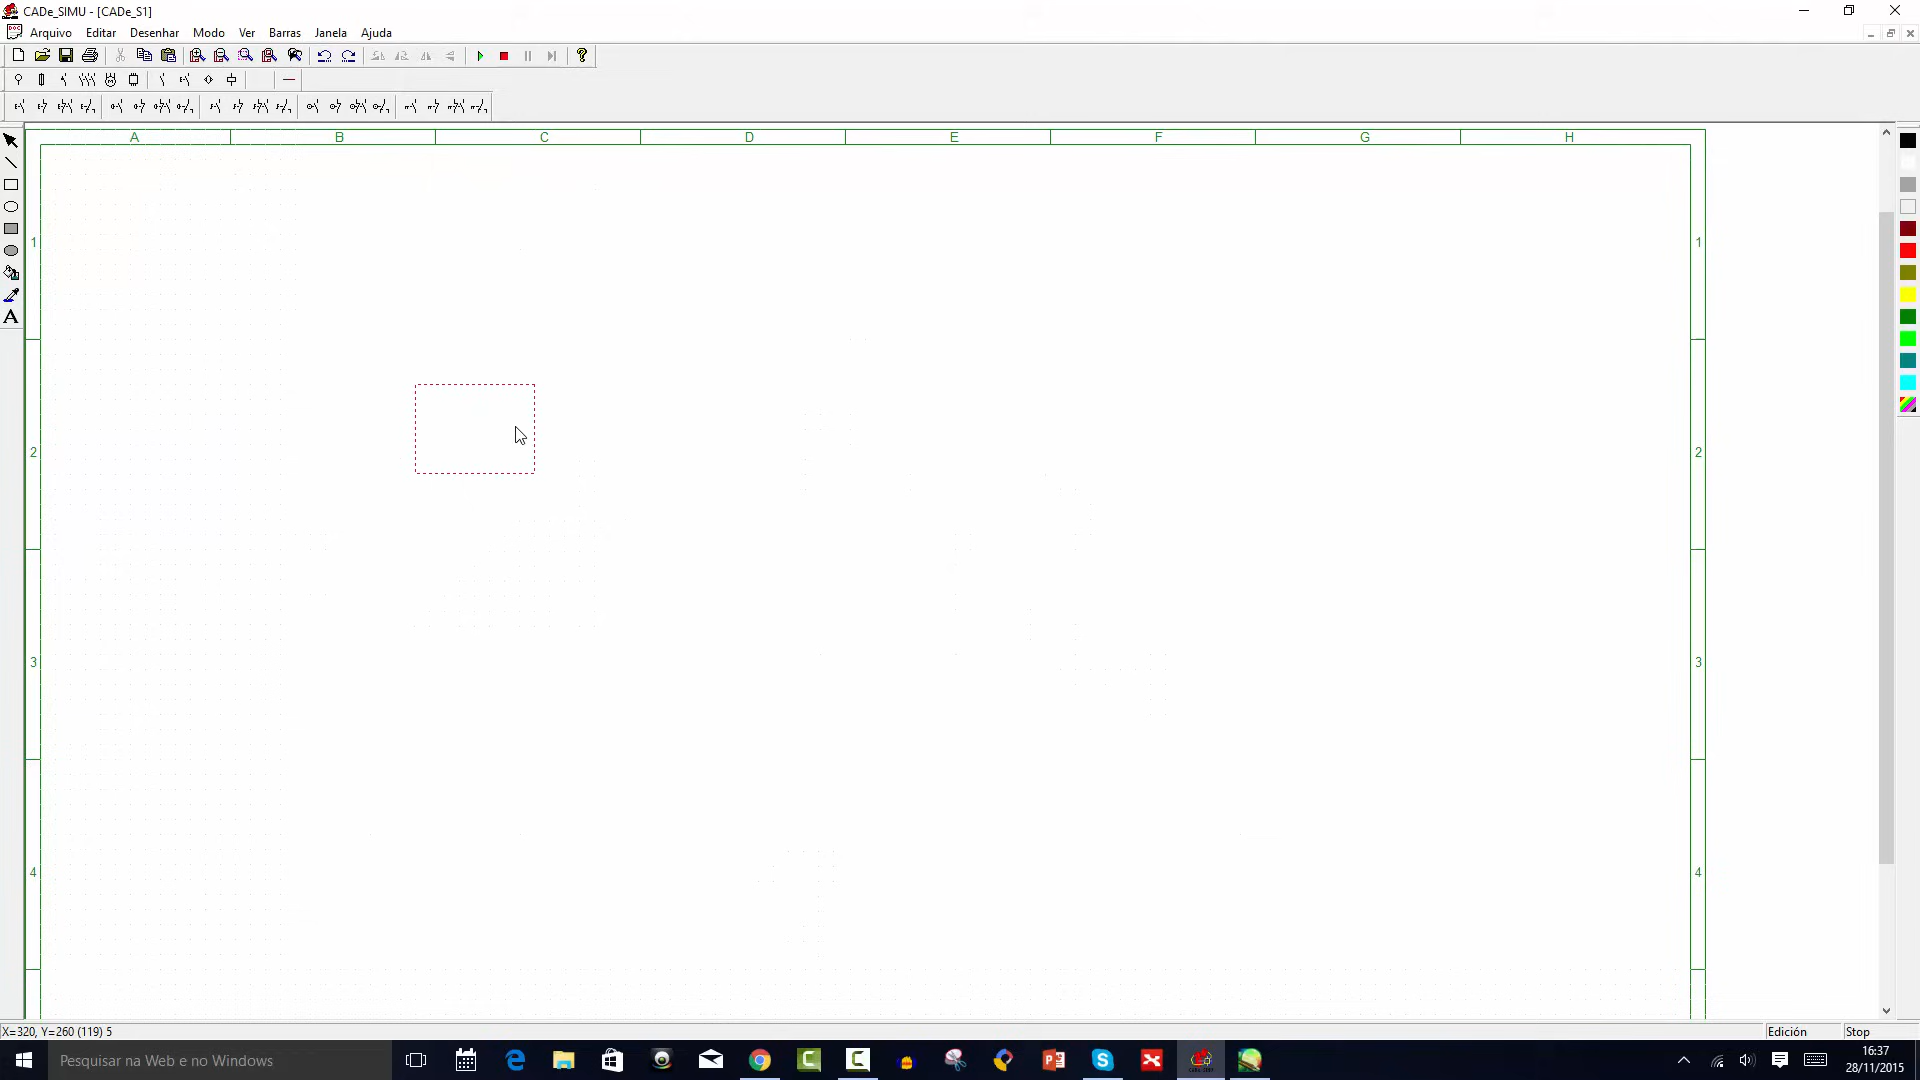 CADe_SIMU - [CADe_S1]
Arquivo Editar Desenhar Modo Ver Barras Janela Ajuda
A B C D E F G H
1 1
2 2
3 3
4 4
X=320, Y=260 (119) 5 Edición Stop
Pesquisar na Web e no Windows
16:37
28/11/2015